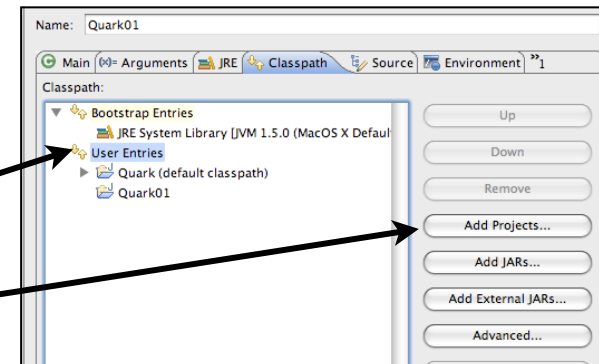 Name: Quark01
Main (x)= Arguments JRE Classpath Source Environment »1
Classpath:
Bootstrap Entries
JRE System Library [JVM 1.5.0 (MacOS X Defaul
User Entries
Quark (default classpath)
Quark01
Up
Down
Remove
Add Projects...
Add JARs...
Add External JARs...
Advanced...